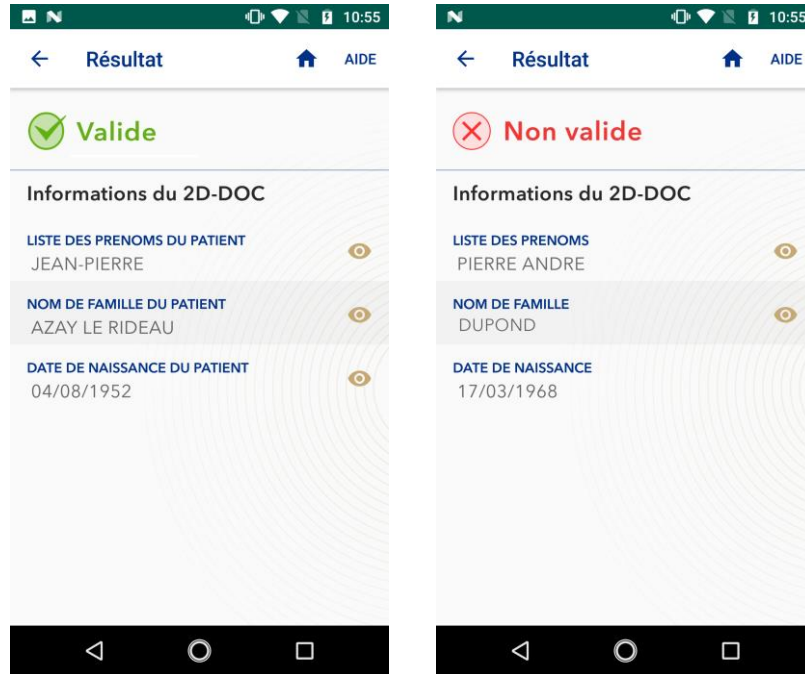 10:55
Résultat
AIDE
Valide
Informations du 2D-DOC
LISTE DES PRENOMS DU PATIENT
JEAN-PIERRE
NOM DE FAMILLE DU PATIENT
AZAY LE RIDEAU
DATE DE NAISSANCE DU PATIENT
04/08/1952
10:55
Résultat
AIDE
Non valide
Informations du 2D-DOC
LISTE DES PRENOMS
PIERRE ANDRE
NOM DE FAMILLE
DUPOND
DATE DE NAISSANCE
17/03/1968